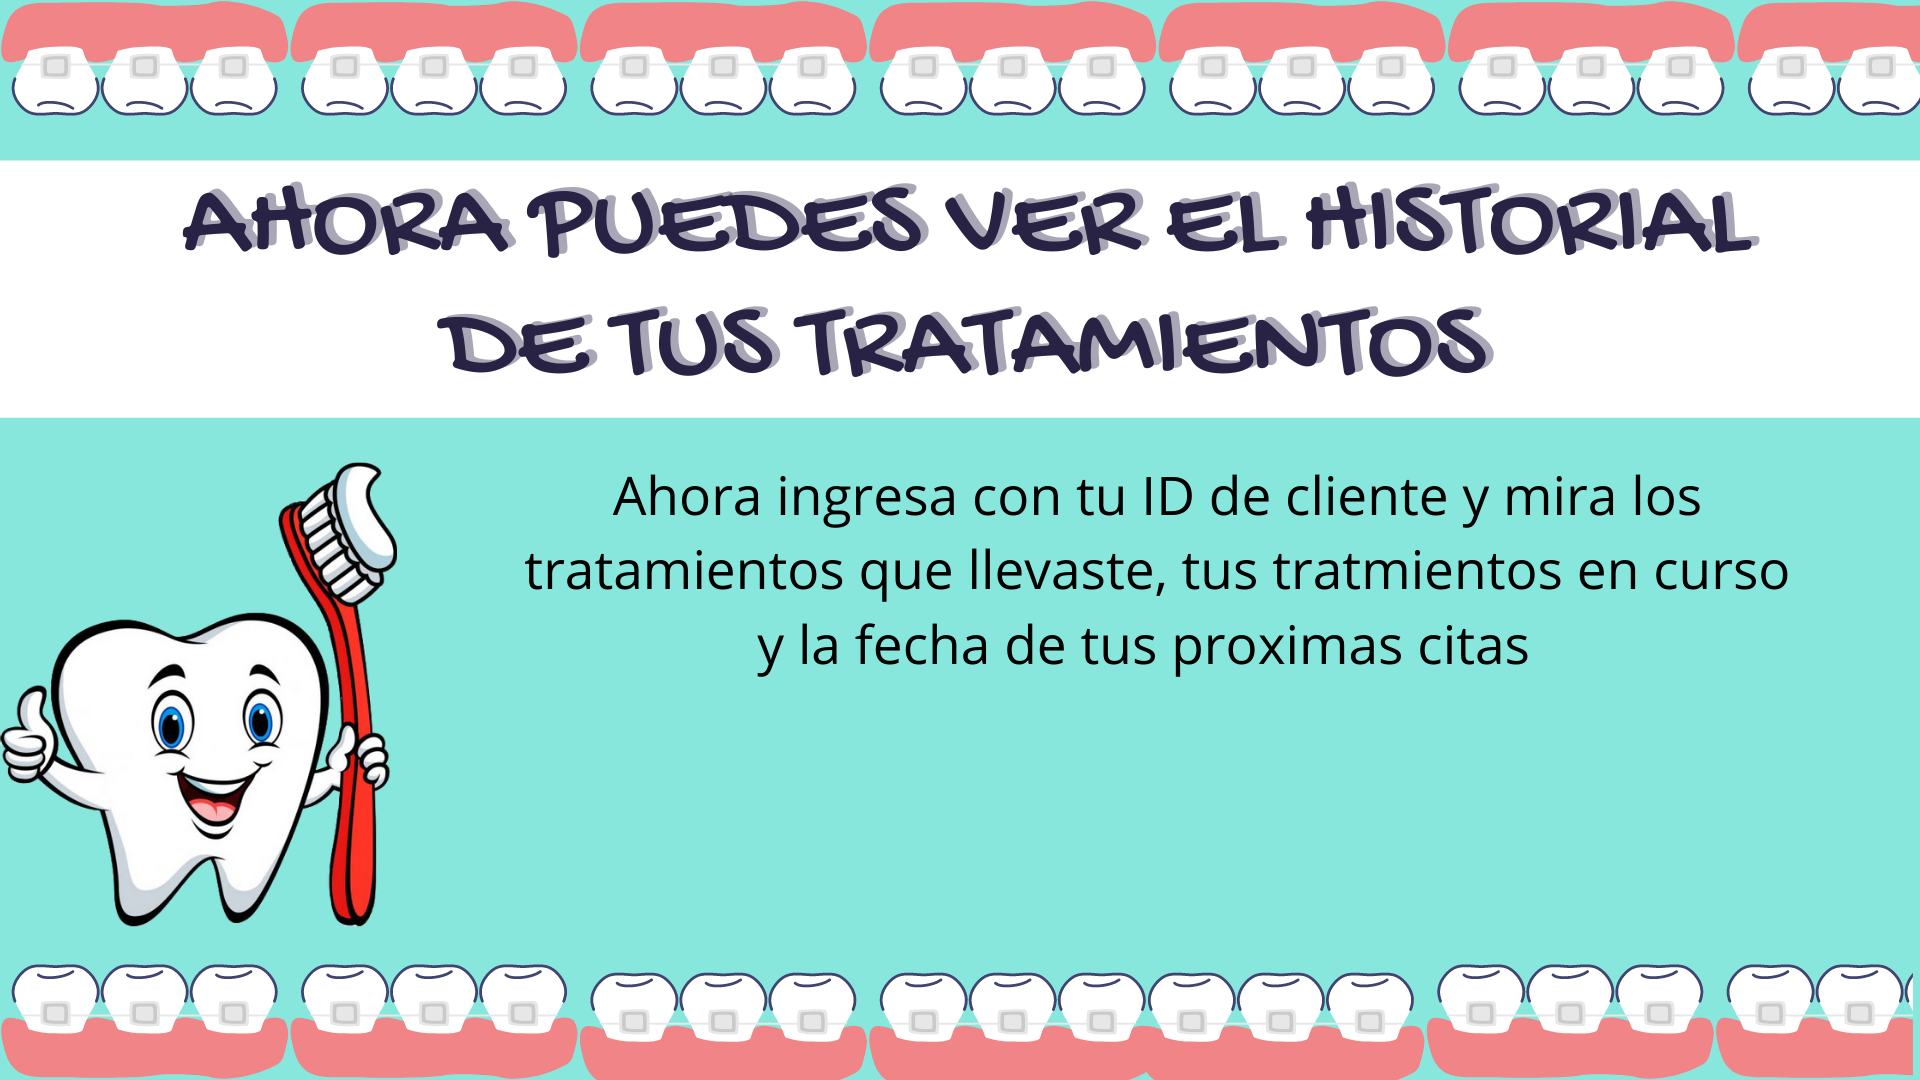 AHORA PUEDES VER EL HISTORIAL
DE TUS TRATAMIENTOS
Ahora ingresa con tu ID de cliente y mira los
tratamientos que llevaste, tus tratmientos en curso
y la fecha de tus proximas citas